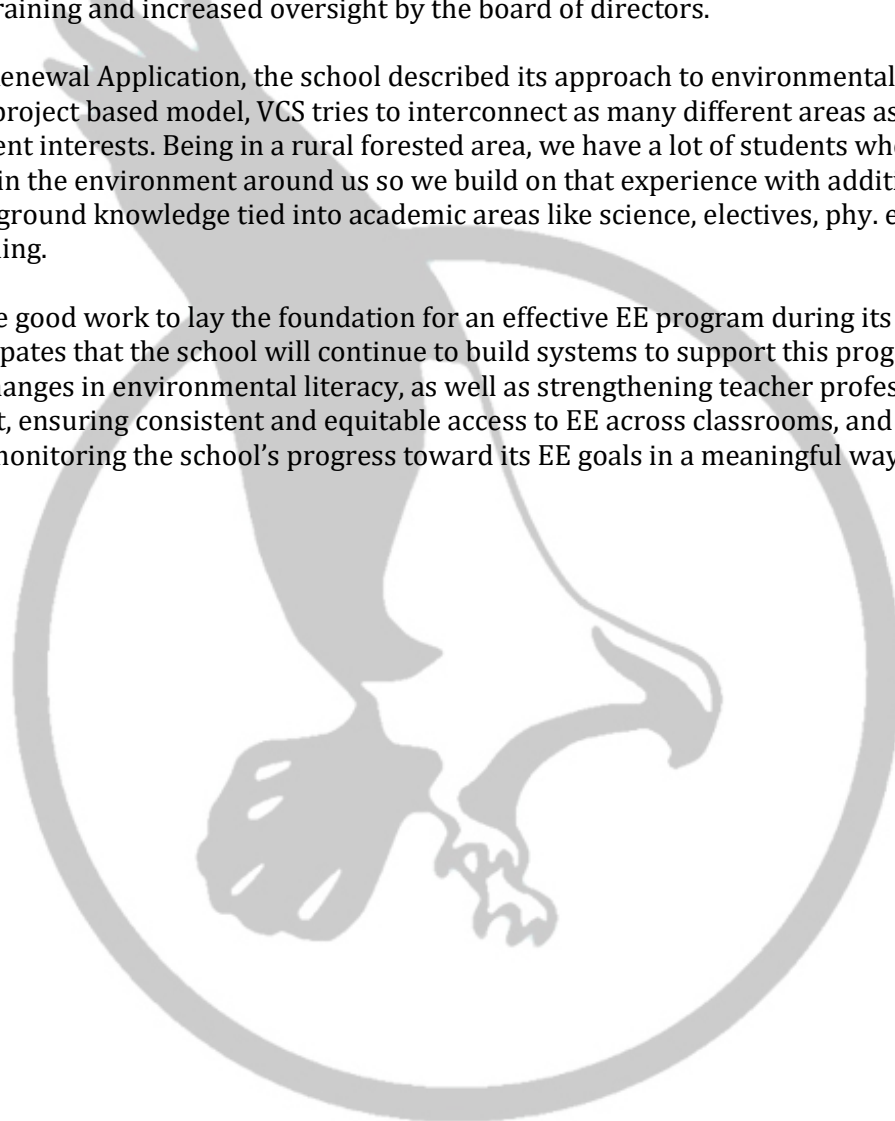 raining and increased oversight by the board of directors.
enewal Application, the school described its approach to environmental
project based model, VCS tries to interconnect as many different areas as
ent interests. Being in a rural forested area, we have a lot of students who
in the environment around us so we build on that experience with additi
ground knowledge tied into academic areas like science, electives, phy. e
ing.
e good work to lay the foundation for an effective EE program during its
pates that the school will continue to build systems to support this prog
hanges in environmental literacy, as well as strengthening teacher profes
t, ensuring consistent and equitable access to EE across classrooms, and
monitoring the school's progress toward its EE goals in a meaningful way